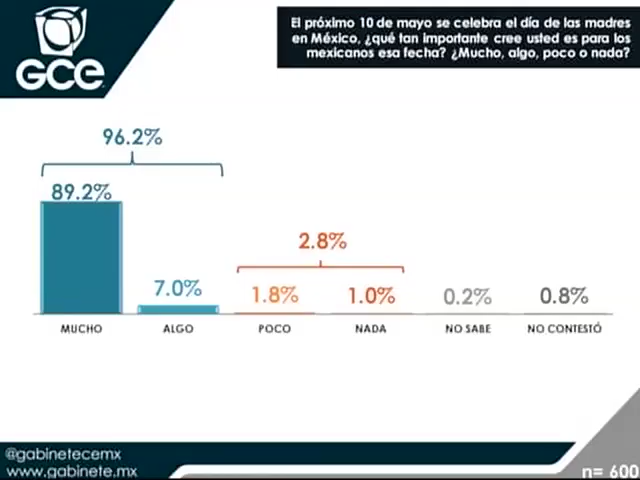 GCE
El próximo 10 de mayo se celebra el día de las madres
en México, ¿qué tan importante cree usted es para los
mexicanos esa fecha? ¿Mucho, algo, poco o nada?
96.2%
89.2%
2.8%
7.0%
1.8%
1.0%
0.2%
0.8%
MUCHO
ALGO
POCO
NADA
NO SABE
NO CONTESTÓ
@gabinetecemx
www.gabinete.mx
n= 600